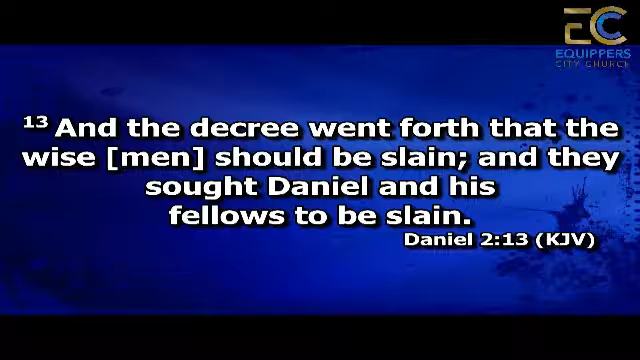 EC
EQUIPPERS
CITY CHURCH
13 And the decree went forth that the
wise [men] should be slain; and they
sought Daniel and his
fellows to be slain.
Daniel 2:13 (KJV)